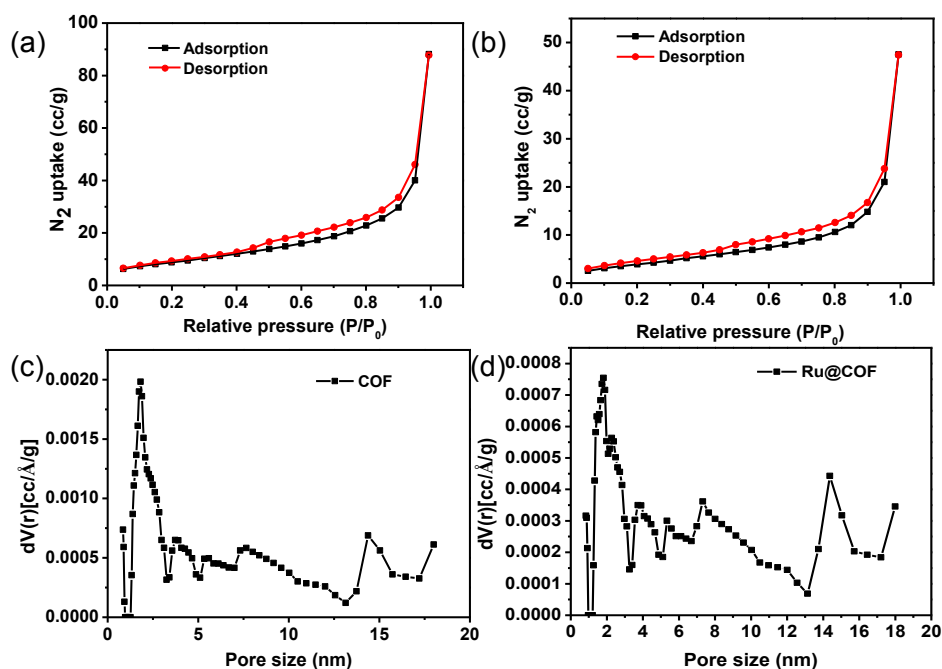 (a)
100
80
60
40
20
0
N2 uptake (cc/g)
Adsorption
Desorption
0.0 0.2 0.4 0.6 0.8 1.0
Relative pressure (P/P0)
(b)
50
40
30
20
10
0
N2 uptake (cc/g)
Adsorption
Desorption
0.0 0.2 0.4 0.6 0.8 1.0
Relative pressure (P/P0)
(c)
0.0020
0.0015
0.0010
0.0005
0.0000
dV(r)[cc/Å/g]
COF
0 5 10 15 20
Pore size (nm)
(d)
0.0008
0.0007
0.0006
0.0005
0.0004
0.0003
0.0002
0.0001
0.0000
dV(r)[cc/Å/g)
Ru@COF
0 2 4 6 8 10 12 14 16 18 20
Pore size (nm)